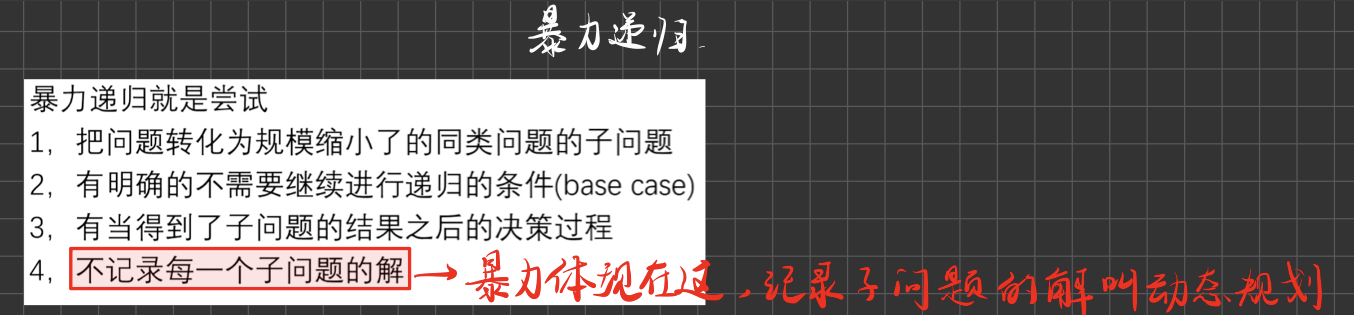 暴力递归
暴力递归就是尝试
1，把问题转化为规模缩小了的同类问题的子问题
2，有明确的不需要继续进行递归的条件(base case)
3，有当得到了子问题的结果之后的决策过程
4，不记录每一个子问题的解→暴力体现在这，纪录子问题的解叫动态规划